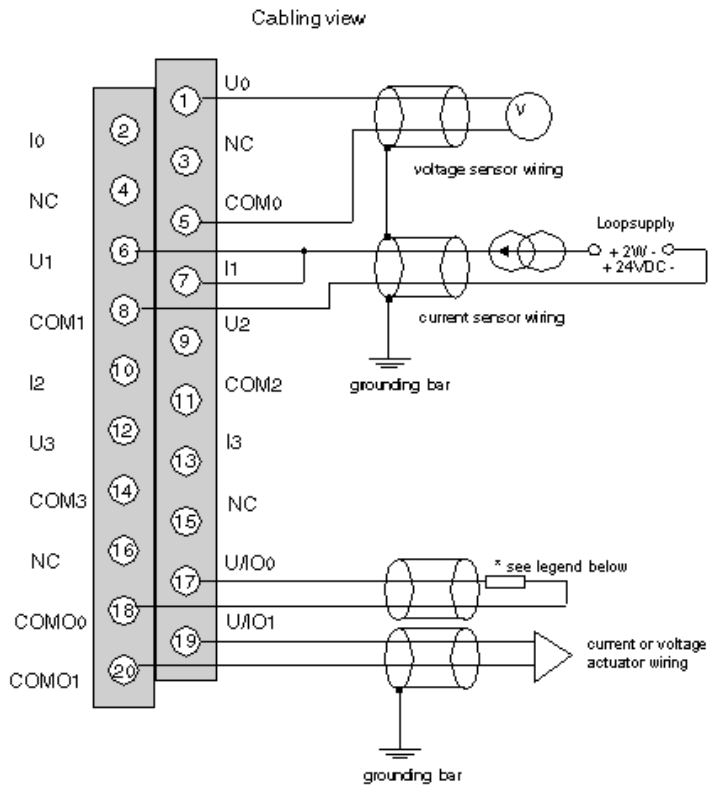 Cabling view
U0
1
2
I0
NC
3
voltage sensor wiring
V
4
NC
COM0
5
6
U1
I1
7
Loop supply
+ 2W -
+ 24VDC -
8
COM1
U2
9
current sensor wiring
10
I2
COM2
11
grounding bar
12
U3
I3
13
14
COM3
NC
15
16
NC
U/IO0
17
* see legend below
18
COMO0
U/IO1
19
current or voltage
actuator wiring
20
COMO1
grounding bar